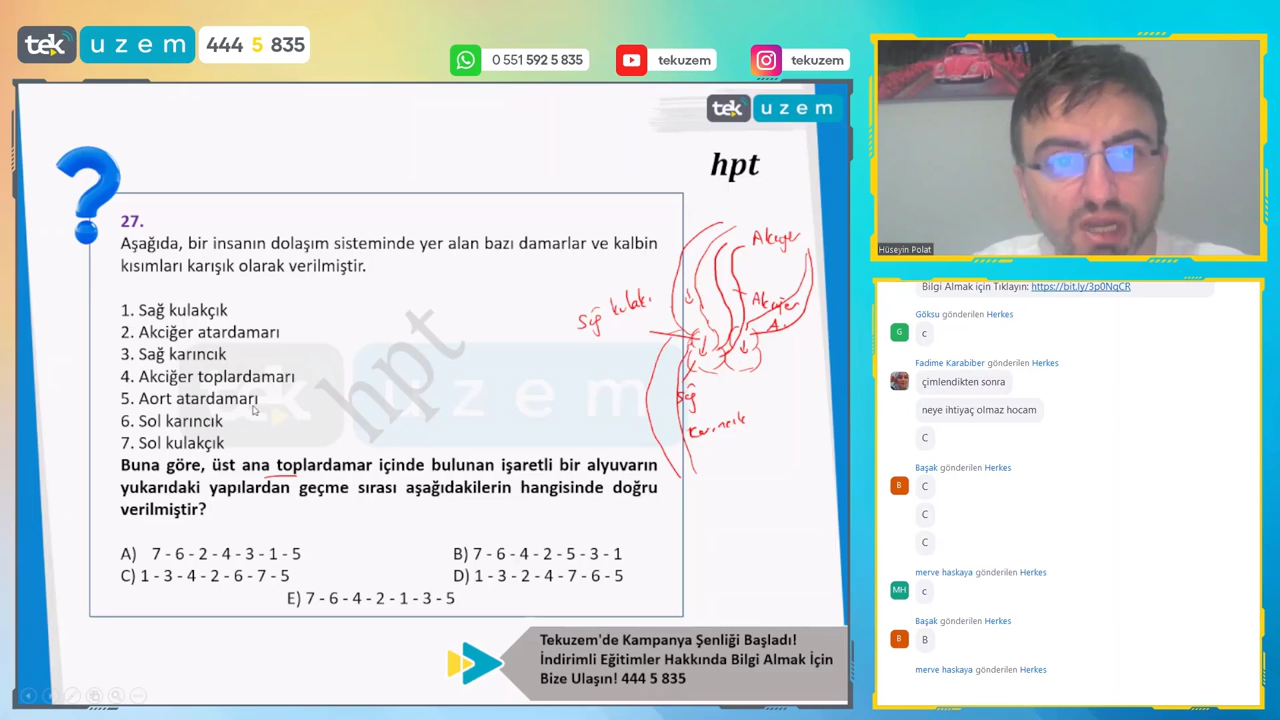 tek uzem 444 5 835
0 551 592 5 835
tekuzem
tekuzem
tek uzem
hpt
27.
Aşağıda, bir insanın dolaşım sisteminde yer alan bazı damarlar ve kalbin
kısımları karışık olarak verilmiştir.
1. Sağ kulakçık
2. Akciğer atardamarı
3. Sağ karıncık
4. Akciğer toplardamarı
5. Aort atardamarı
6. Sol karıncık
7. Sol kulakçık
Buna göre, üst ana toplardamar içinde bulunan işaretli bir alyuvarın
yukarıdaki yapılardan geçme sırası aşağıdakilerin hangisinde doğru
verilmiştir?
A) 7 - 6 - 2 - 4 - 3 - 1 - 5
B) 7 - 6 - 4 - 2 - 5 - 3 - 1
C) 1 - 3 - 4 - 2 - 6 - 7 - 5
D) 1 - 3 - 2 - 4 - 7 - 6 - 5
E) 7 - 6 - 4 - 2 - 1 - 3 - 5
hpt
uzem
Akciğer
Akciğer
A.
Sağ kulak.
Sağ
karıncık
Tekuzem'de Kampanya Şenliği Başladı!
İndirimli Eğitimler Hakkında Bilgi Almak İçin
Bize Ulaşın! 444 5 835
Hüseyin Polat
Bilgi Almak için Tıklayın: https://bit.ly/3p0NqCR
Göksu gönderilen Herkes
G
c
Fadime Karabiber gönderilen Herkes
çimlendikten sonra
neye ihtiyaç olmaz hocam
C
Başak gönderilen Herkes
B
C
C
C
merve haskaya gönderilen Herkes
MH
c
Başak gönderilen Herkes
B
B
merve haskaya gönderilen Herkes